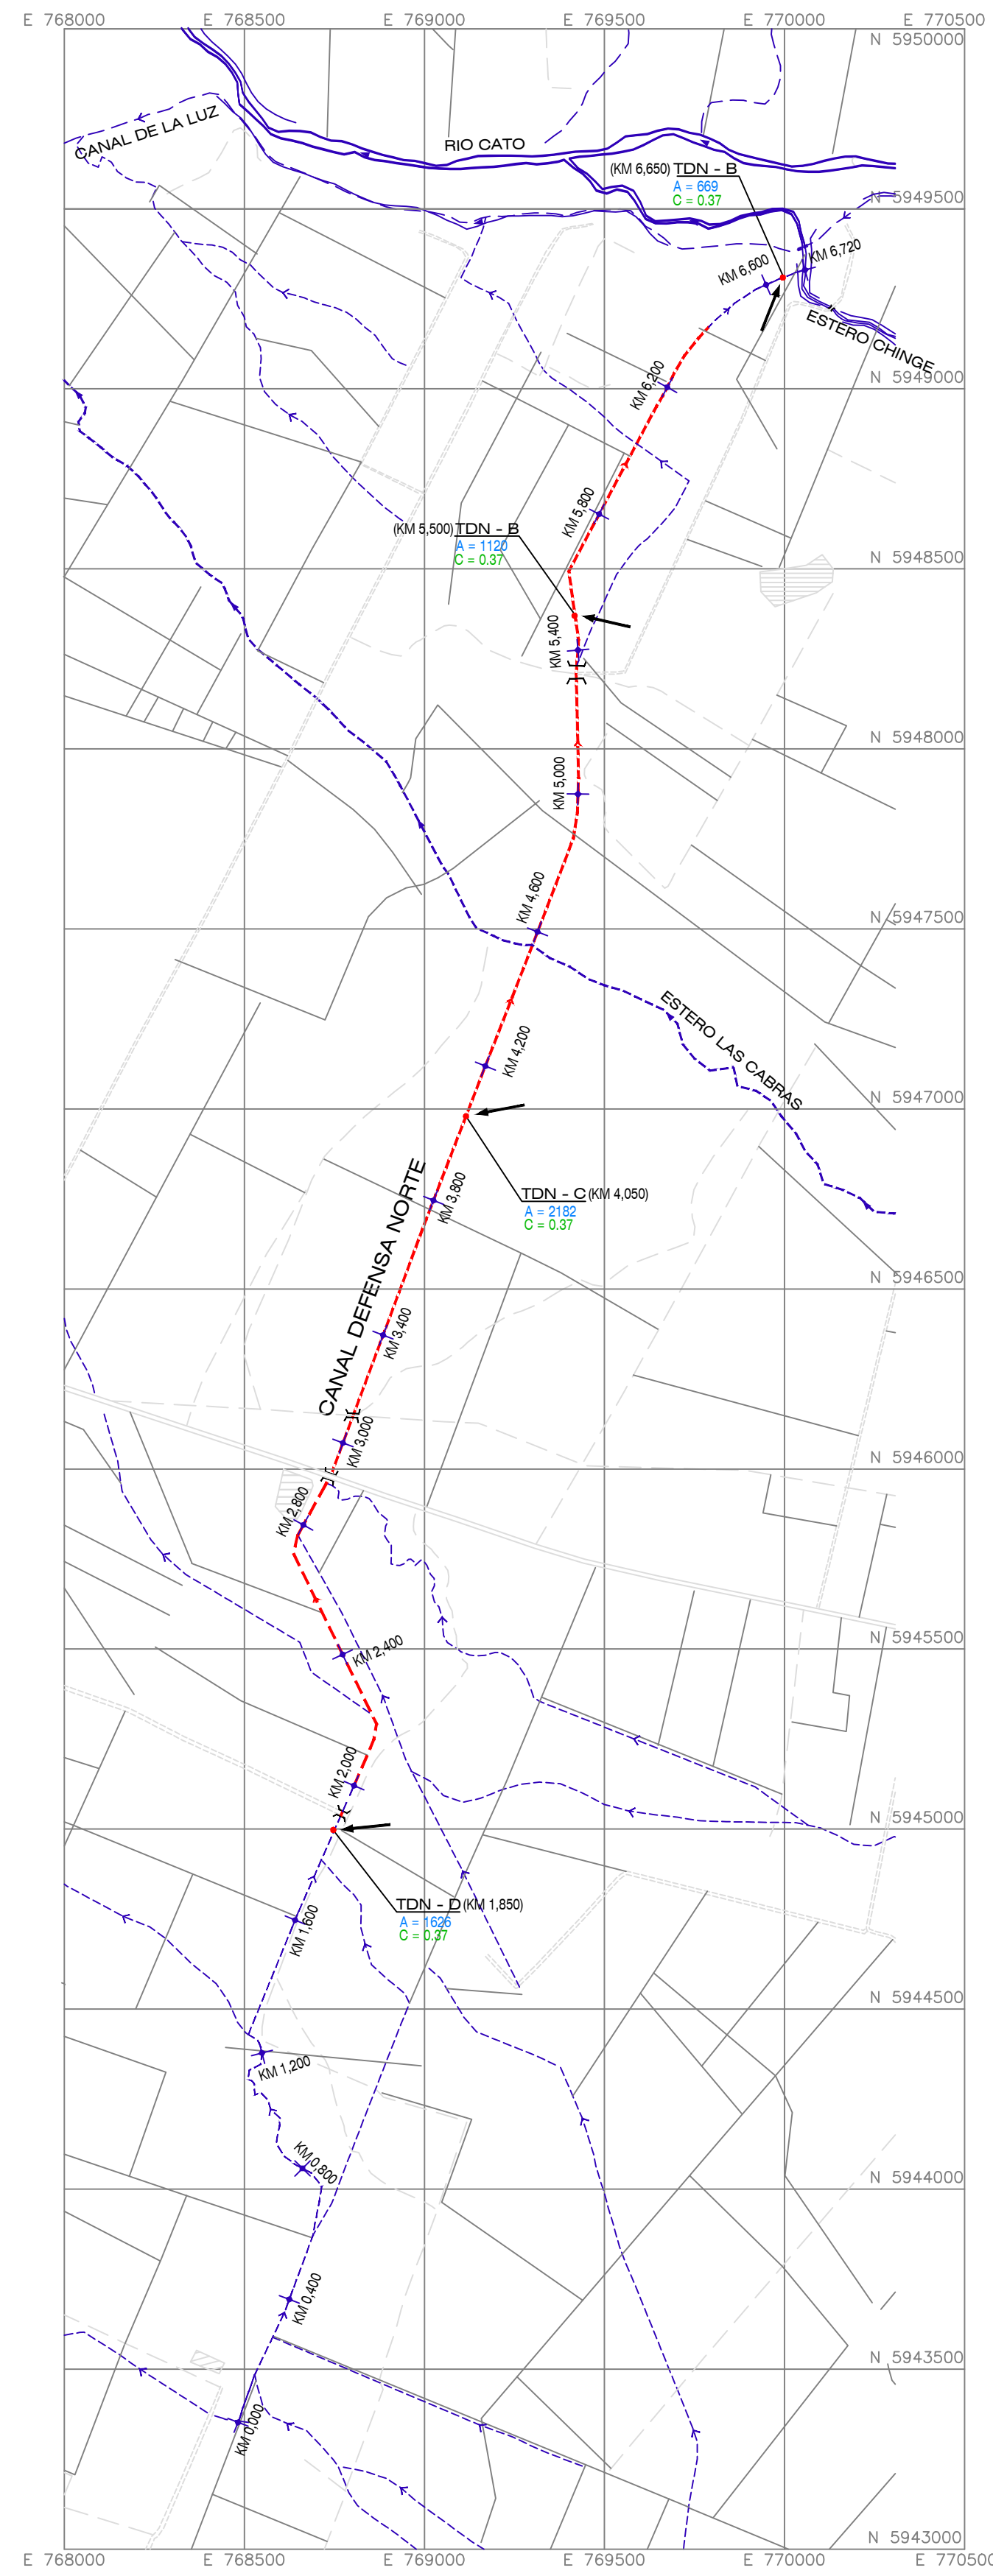 E 768000 E 768500 E 769000 E 769500 E 770000 E 770500
N 5950000
CANAL DE LA LUZ
RIO CATO
(KM 6,650) TDN - B
A = 669
C = 0.37
N 5949500
KM 6,600
KM 6,720
ESTERO CHINGE
N 5949000
KM 6,200
KM 5,800
(KM 5,500) TDN - B
A = 1120
C = 0.37
N 5948500
KM 5,400
N 5948000
KM 5,000
KM 4,600
N 5947500
ESTERO LAS CABRAS
KM 4,200
N 5947000
CANAL DEFENSA NORTE
KM 3,800
TDN - C (KM 4,050)
A = 2182
C = 0.37
N 5946500
KM 3,400
KM 3,000
N 5946000
KM 2,800
KM 2,400
N 5945500
KM 2,000
N 5945000
TDN - D (KM 1,850)
A = 1626
C = 0.37
KM 1,600
N 5944500
KM 1,200
KM 0,800
N 5944000
KM 0,400
N 5943500
KM 0,000
N 5943000
E 768000 E 768500 E 769000 E 769500 E 770000 E 770500